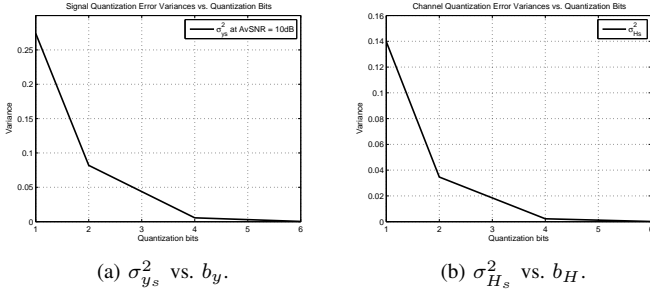 Signal Quantization Error Variances vs. Quantization Bits
σ²ys at AvSNR = 10dB
Variance
0.25
0.2
0.15
0.1
0.05
0
1 2 3 4 5 6
Quantization bits
(a) σ²ys vs. by.
Channel Quantization Error Variances vs. Quantization Bits
σ²Hs
Variance
0.16
0.14
0.12
0.1
0.08
0.06
0.04
0.02
0
1 2 3 4 5 6
Quantization bits
(b) σ²Hs vs. bH.